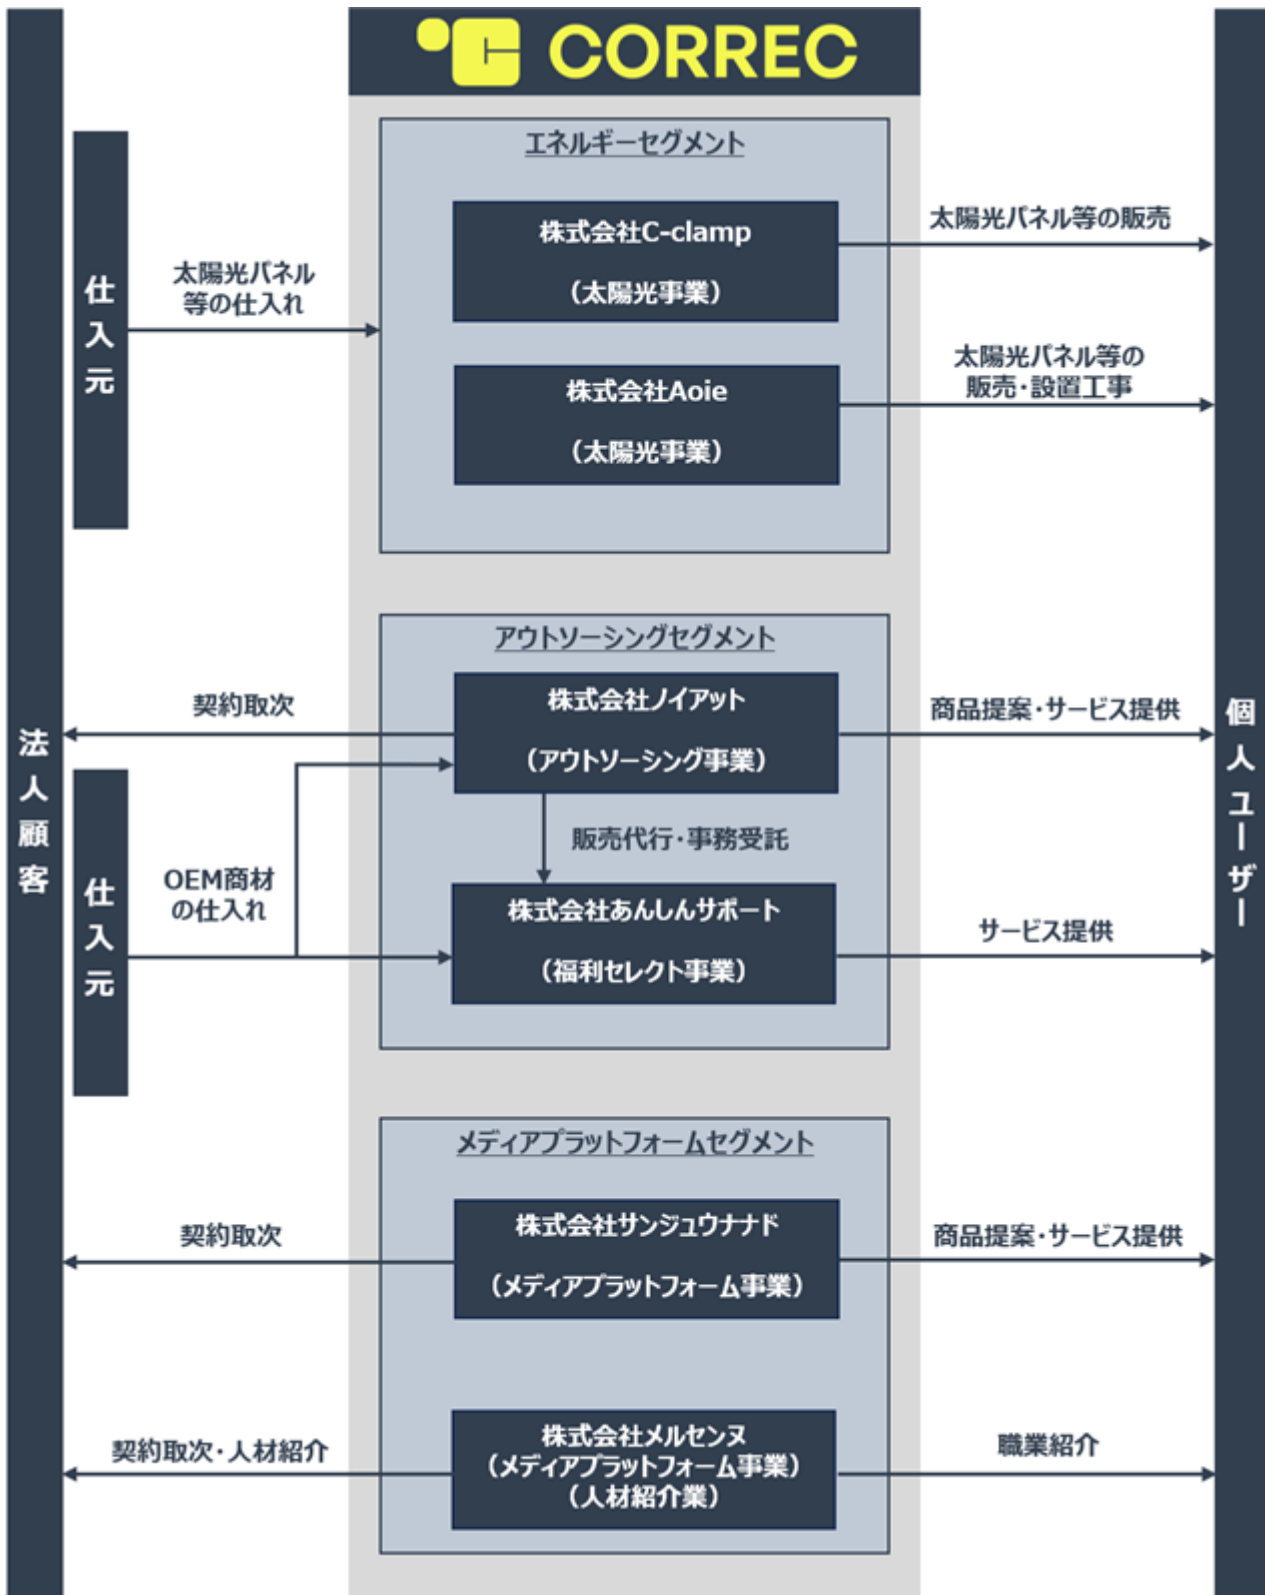 CORREC
エネルギーセグメント
株式会社C-clamp
（太陽光事業）
太陽光パネル等の販売
仕入元
太陽光パネル
等の仕入れ
株式会社Aoie
（太陽光事業）
太陽光パネル等の
販売・設置工事
法人顧客
個人ユーザー
アウトソーシングセグメント
契約取次
株式会社ノイアット
（アウトソーシング事業）
商品提案・サービス提供
販売代行・事務受託
仕入元
OEM商材
の仕入れ
株式会社あんしんサポート
（福利セレクト事業）
サービス提供
メディアプラットフォームセグメント
契約取次
株式会社サンジュウナナド
（メディアプラットフォーム事業）
商品提案・サービス提供
契約取次・人材紹介
株式会社メルセンヌ
（メディアプラットフォーム事業）
（人材紹介業）
職業紹介